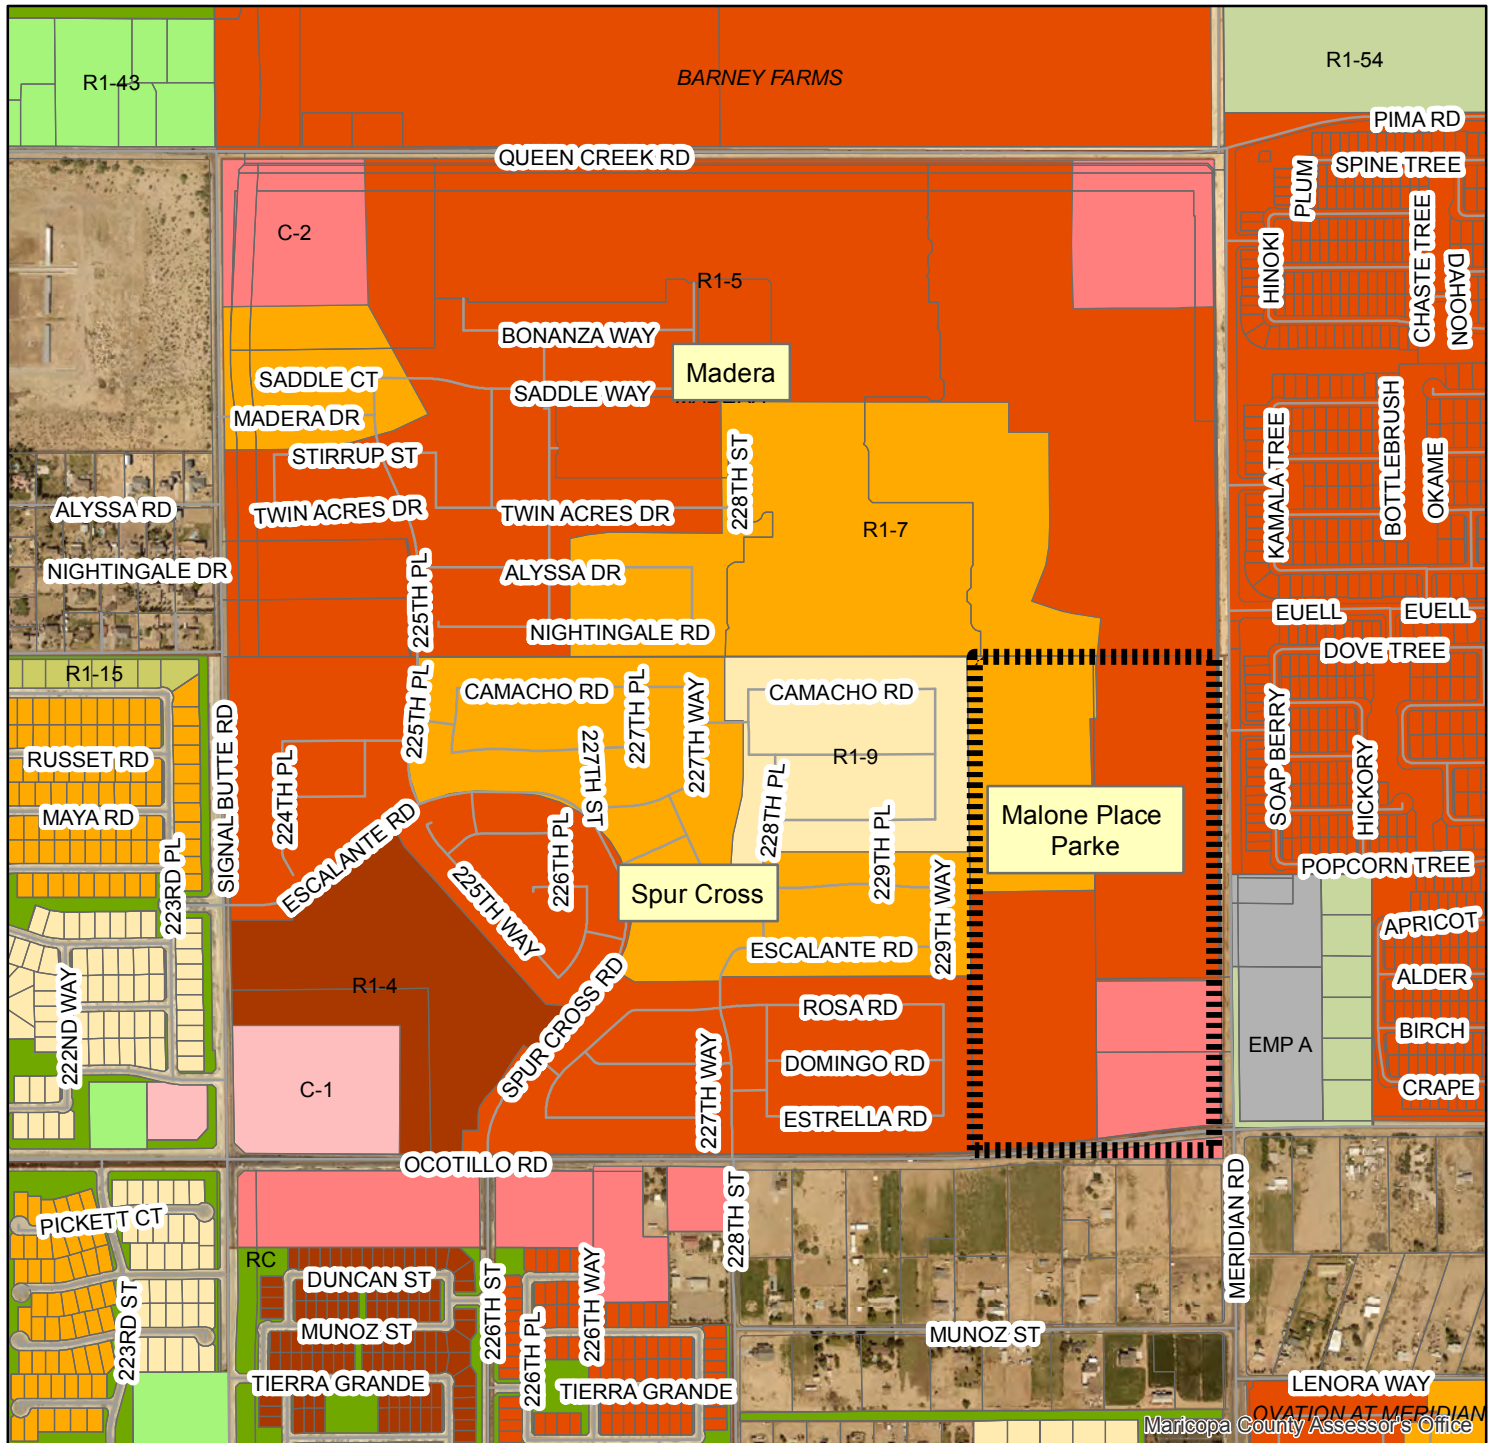 R1-43
BARNEY FARMS
R1-54
PIMA RD
QUEEN CREEK RD
SPINE TREE
PLUM
C-2
CHASTE TREE
HINOKI
DAHOON
R1-5
BONANZA WAY
Madera
SADDLE CT
SADDLE WAY
MADERA DR
BOTTLEBRUSH
KAMALA TREE
OKAME
STIRRUP ST
228TH ST
ALYSSA RD
TWIN ACRES DR
TWIN ACRES DR
R1-7
NIGHTINGALE DR
ALYSSA DR
225TH PL
EUELL
EUELL
NIGHTINGALE RD
DOVE TREE
R1-15
CAMACHO RD
227TH PL
227TH WAY
CAMACHO RD
225TH PL
SIGNAL BUTTE RD
RUSSET RD
224TH PL
227TH ST
R1-9
SOAP BERRY
HICKORY
MAYA RD
228TH PL
Malone Place
Parke
223RD PL
ESCALANTE RD
226TH PL
229TH PL
POPCORN TREE
225TH WAY
Spur Cross
229TH WAY
APRICOT
ESCALANTE RD
222ND WAY
R1-4
SPUR CROSS RD
ALDER
ROSA RD
BIRCH
EMP A
227TH WAY
DOMINGO RD
C-1
CRAPE
ESTRELLA RD
OCOTILLO RD
PICKETT CT
228TH ST
MERIDIAN RD
RC
DUNCAN ST
226TH ST
226TH WAY
223RD ST
MUNOZ ST
226TH PL
MUNOZ ST
TIERRA GRANDE
TIERRA GRANDE
LENORA WAY
OVATION AT MERIDIAN
Maricopa County Assessor's Office